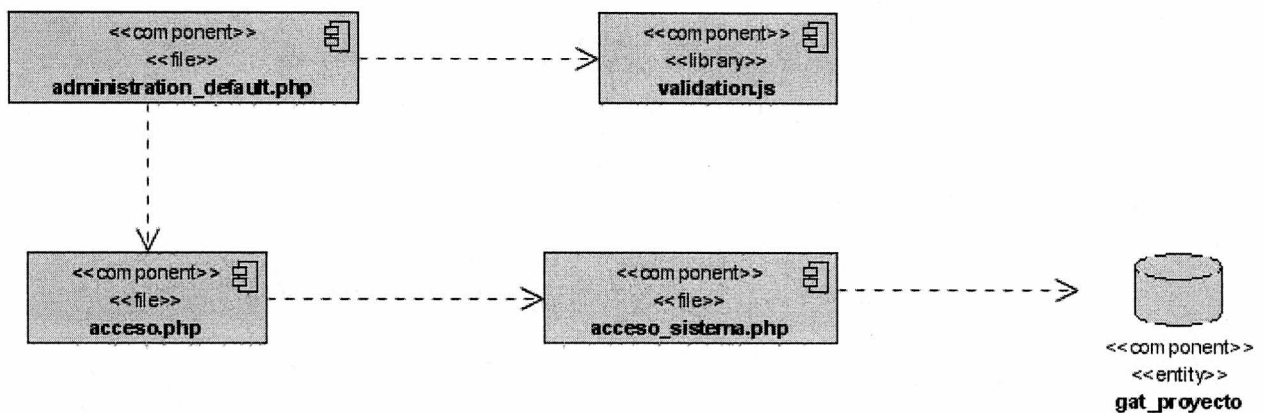 <<component>>
<<file>>
administration_default.php
<<component>>
<<library>>
validation.js
<<component>>
<<file>>
acceso.php
<<component>>
<<file>>
acceso_sistema.php
<<component>>
<<entity>>
gat_proyecto